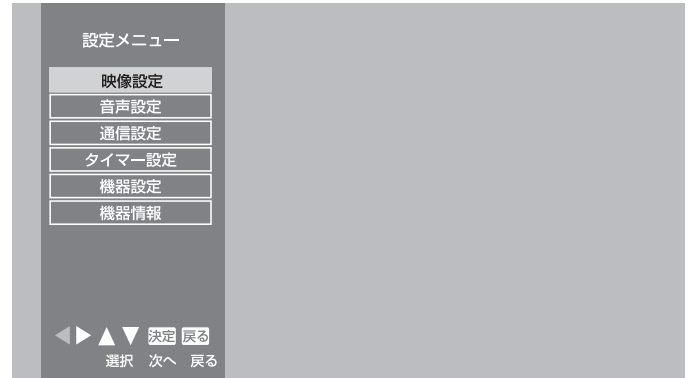 設定メニュー
映像設定
音声設定
通信設定
タイマー設定
機器設定
機器情報
決定 戻る
選択 次へ 戻る